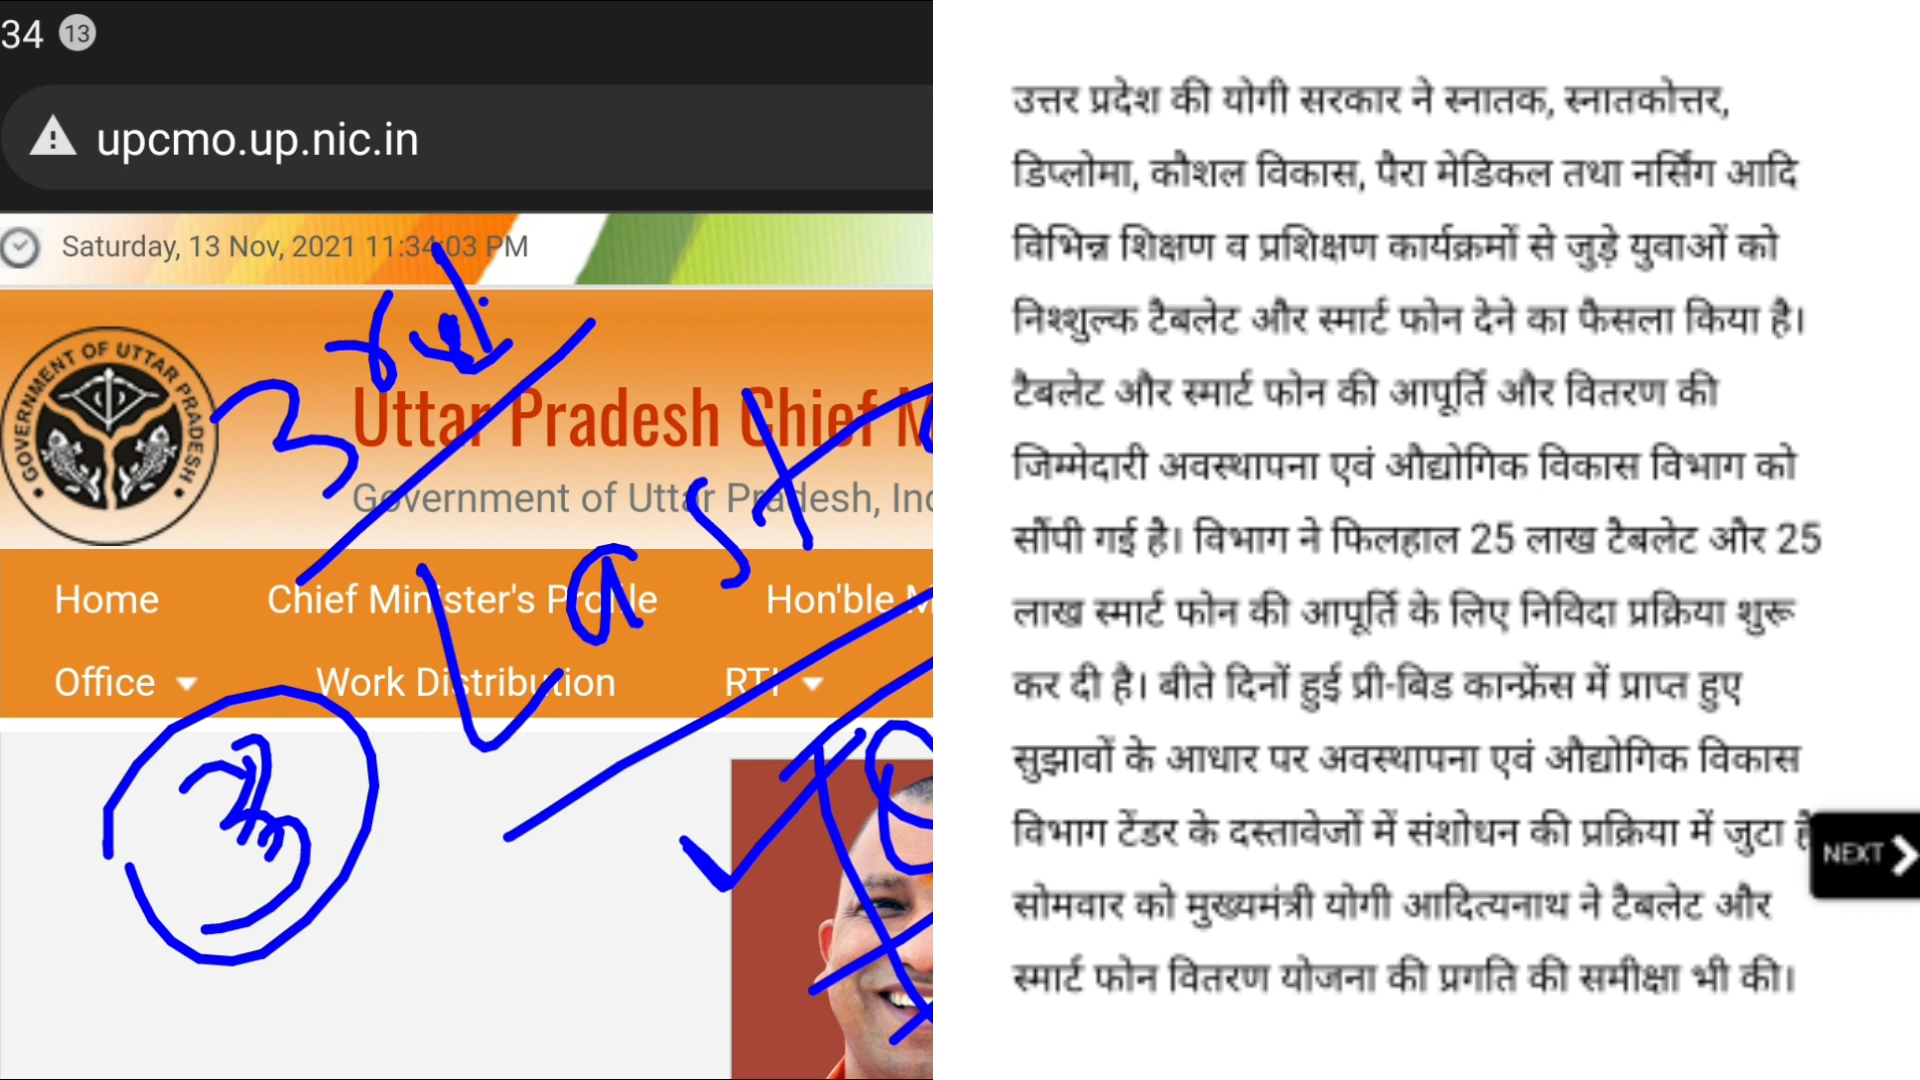 34 13
upcmo.up.nic.in
Saturday, 13 Nov, 2021 11:34:03 PM
GOVERNMENT OF UTTAR PRADESH
Uttar Pradesh Chief M
Government of Uttar Pradesh, Ind
Home Chief Minister's Profile Hon'ble M
Office Work Distribution RTI
3
Last
उत्तर प्रदेश की योगी सरकार ने स्नातक, स्नातकोत्तर,
डिप्लोमा, कौशल विकास, पैरा मेडिकल तथा नर्सिंग आदि
विभिन्न शिक्षण व प्रशिक्षण कार्यक्रमों से जुड़े युवाओं को
निश्शुल्क टैबलेट और स्मार्ट फोन देने का फैसला किया है।
टैबलेट और स्मार्ट फोन की आपूर्ति और वितरण की
जिम्मेदारी अवस्थापना एवं औद्योगिक विकास विभाग को
सौंपी गई है। विभाग ने फिलहाल 25 लाख टैबलेट और 25
लाख स्मार्ट फोन की आपूर्ति के लिए निविदा प्रक्रिया शुरू
कर दी है। बीते दिनों हुई प्री-बिड कान्फ्रेंस में प्राप्त हुए
सुझावों के आधार पर अवस्थापना एवं औद्योगिक विकास
विभाग टेंडर के दस्तावेजों में संशोधन की प्रक्रिया में जुटा है
NEXT
सोमवार को मुख्यमंत्री योगी आदित्यनाथ ने टैबलेट और
स्मार्ट फोन वितरण योजना की प्रगति की समीक्षा भी की।